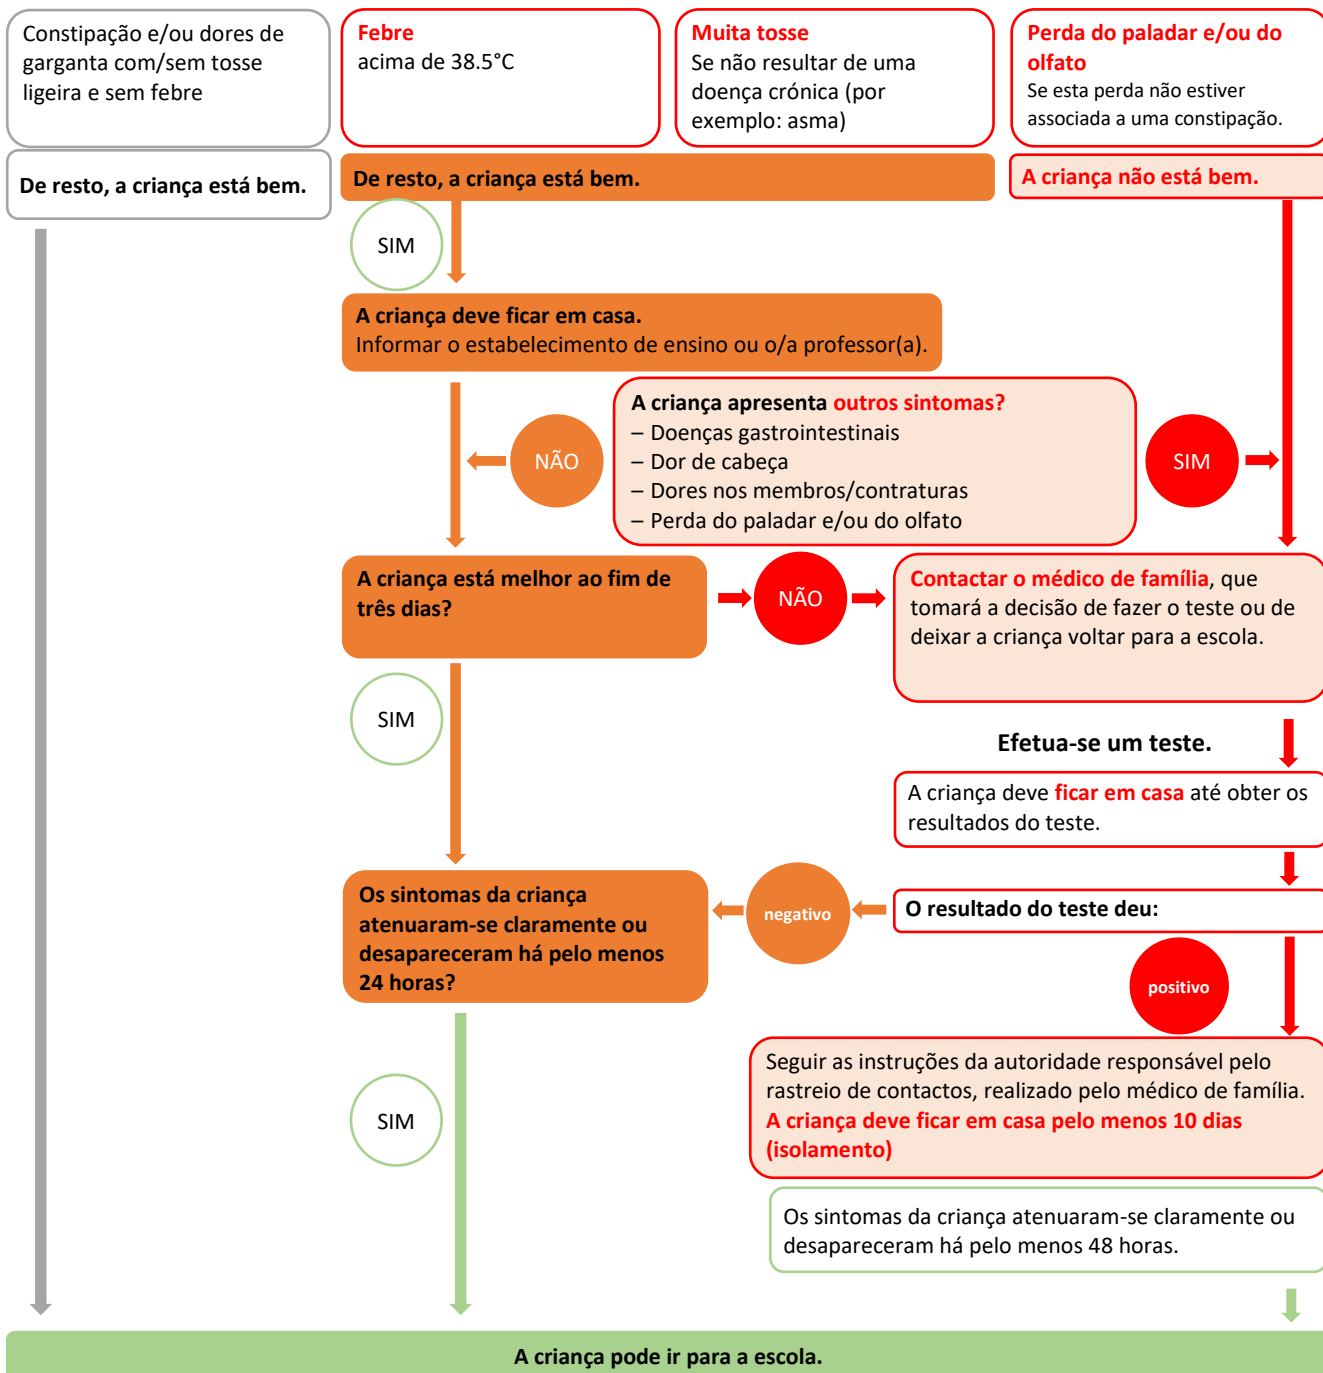 Constipação e/ou dores de
garganta com/sem tosse
ligeira e sem febre
Febre
acima de 38.5°C
Muita tosse
Se não resultar de uma
doença crónica (por
exemplo: asma)
Perda do paladar e/ou do
olfato
Se esta perda não estiver
associada a uma constipação.
De resto, a criança está bem.
De resto, a criança está bem.
A criança não está bem.
SIM
A criança deve ficar em casa.
Informar o estabelecimento de ensino ou o/a professor(a).
A criança apresenta outros sintomas?
– Doenças gastrointestinais
– Dor de cabeça
– Dores nos membros/contraturas
– Perda do paladar e/ou do olfato
NÃO
SIM
A criança está melhor ao fim de
três dias?
NÃO
Contactar o médico de família, que
tomará a decisão de fazer o teste ou de
deixar a criança voltar para a escola.
SIM
Efetua-se um teste.
A criança deve ficar em casa até obter os
resultados do teste.
Os sintomas da criança
atenuaram-se claramente ou
desapareceram há pelo menos
24 horas?
negativo
O resultado do teste deu:
positivo
Seguir as instruções da autoridade responsável pelo
rastreio de contactos, realizado pelo médico de família.
A criança deve ficar em casa pelo menos 10 dias
(isolamento)
SIM
Os sintomas da criança atenuaram-se claramente ou
desapareceram há pelo menos 48 horas.
A criança pode ir para a escola.